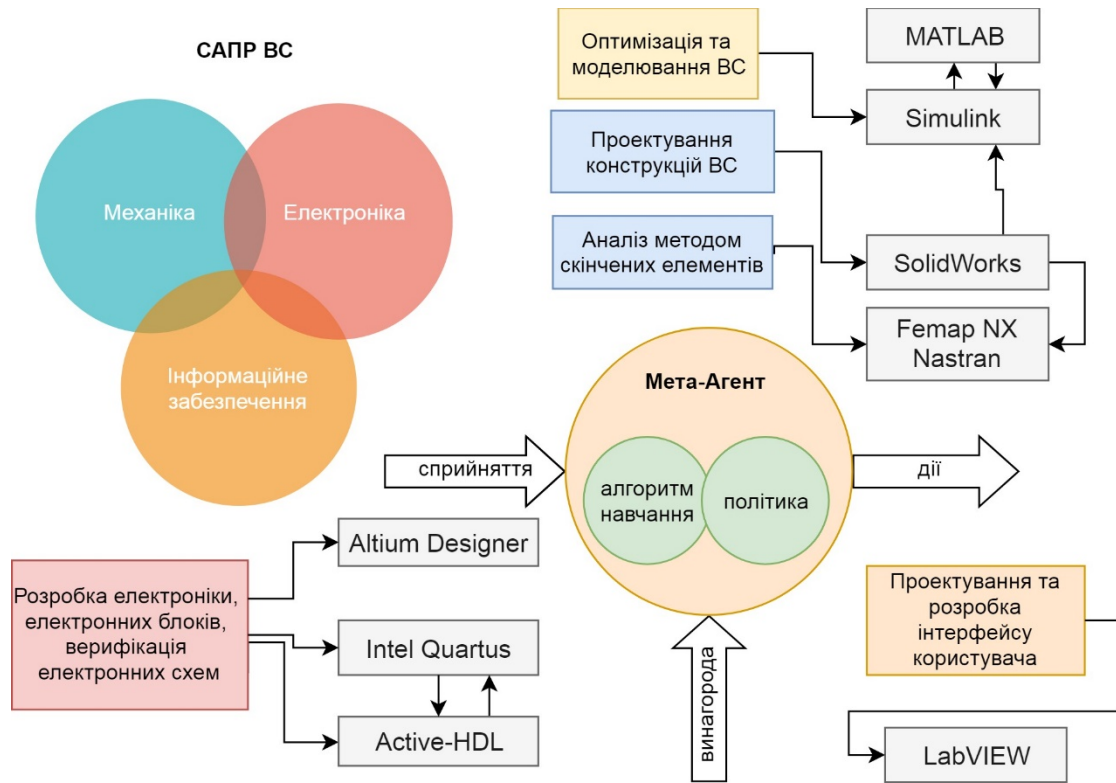 САПР ВС
Механіка
Електроніка
Інформаційне
забезпечення
Оптимізація та
моделювання ВС
MATLAB
Simulink
Проектування
конструкцій ВС
Аналіз методом
скінчених елементів
SolidWorks
Femap NX
Nastran
Мета-Агент
алгоритм
навчання
політика
сприйняття
дії
винагорода
Розробка електроніки,
електронних блоків,
верифікація
електронних схем
Altium Designer
Intel Quartus
Active-HDL
Проектування та
розробка
інтерфейсу
користувача
LabVIEW